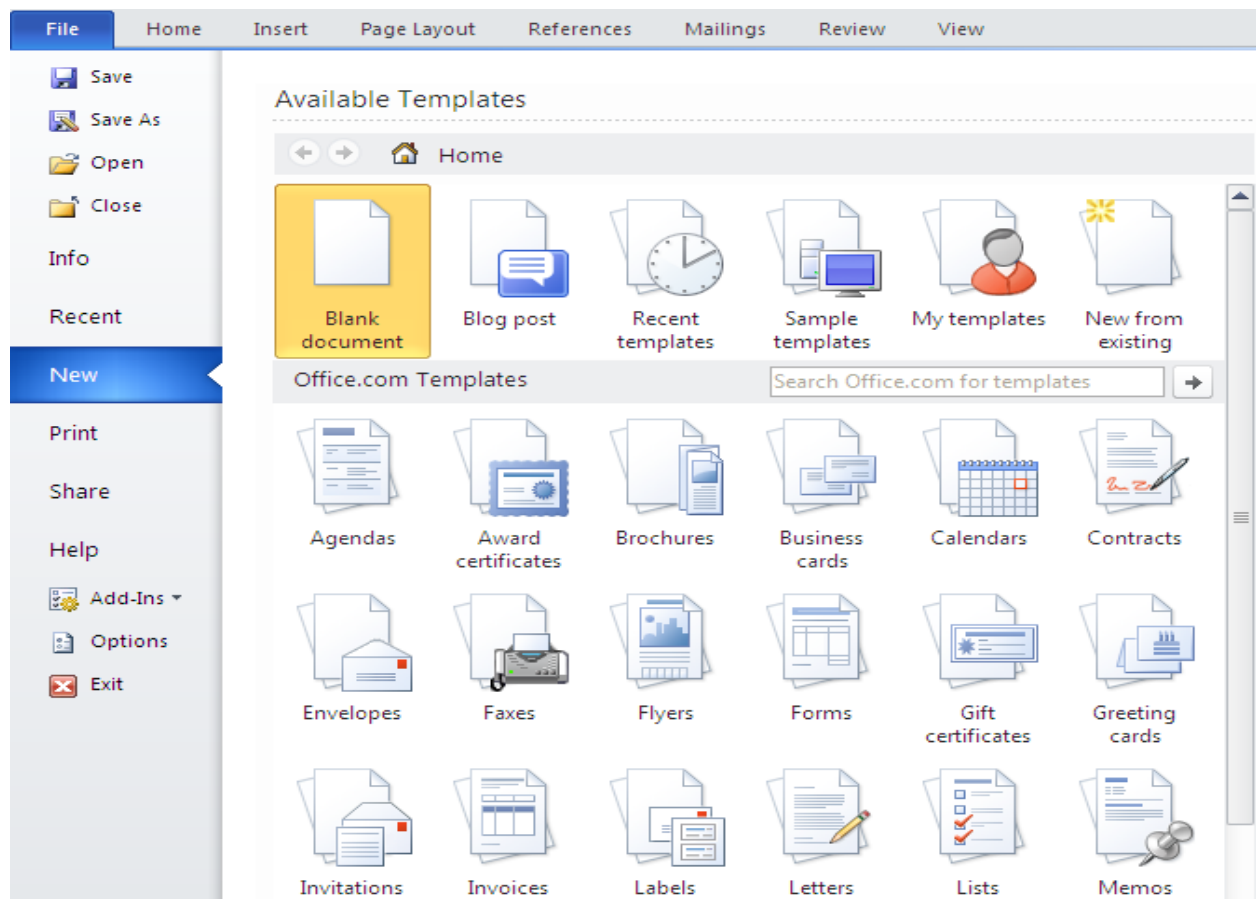 File Home Insert Page Layout References Mailings Review View
Save
Save As
Open
Close
Info
Recent
New
Print
Share
Help
Add-Ins
Options
Exit
Available Templates
Home
Blank document
Blog post
Recent templates
Sample templates
My templates
New from existing
Office.com Templates
Search Office.com for templates
Agendas
Award certificates
Brochures
Business cards
Calendars
Contracts
Envelopes
Faxes
Flyers
Forms
Gift certificates
Greeting cards
Invitations
Invoices
Labels
Letters
Lists
Memos